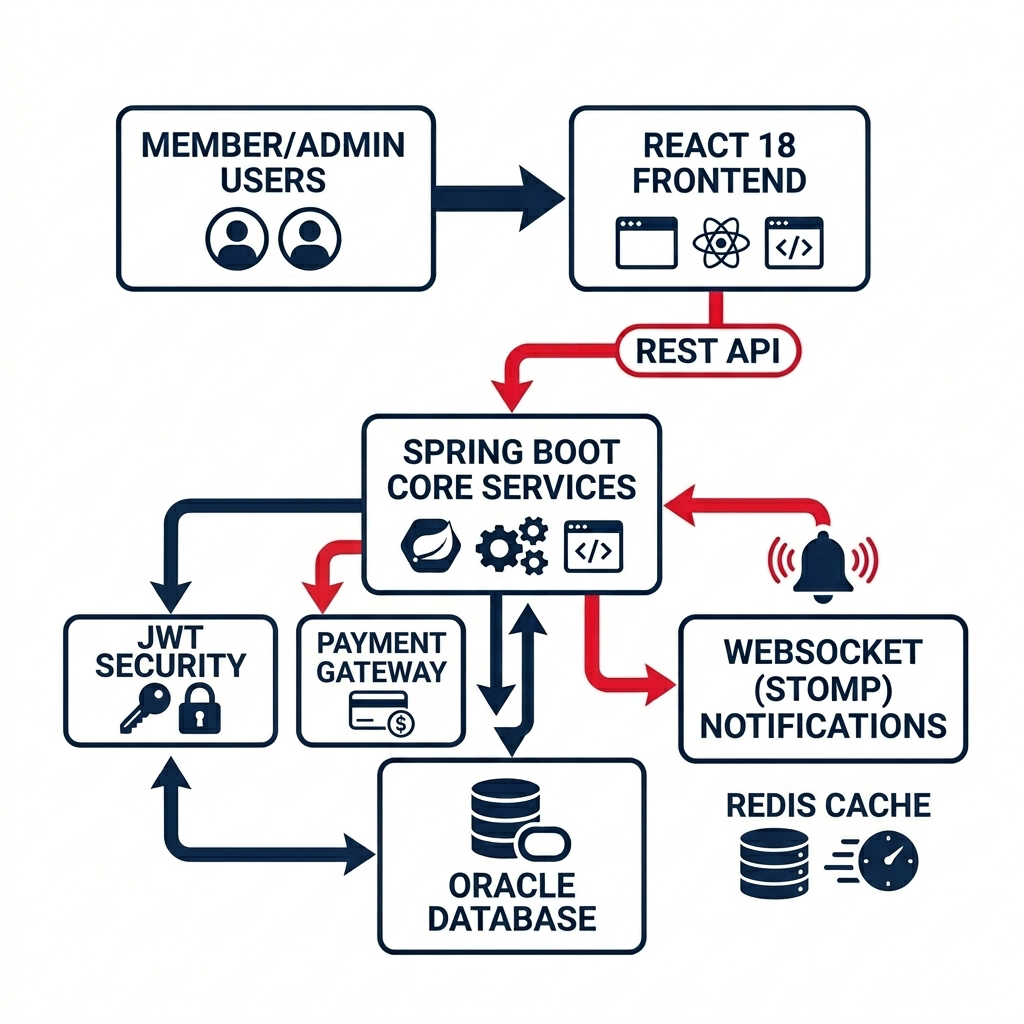 MEMBER/ADMIN
USERS
REACT 18
FRONTEND
</>
REST API
SPRING BOOT
CORE SERVICES
</>
JWT
SECURITY
PAYMENT
GATEWAY
$
WEBSOCKET
(STOMP)
NOTIFICATIONS
REDIS CACHE
ORACLE
DATABASE